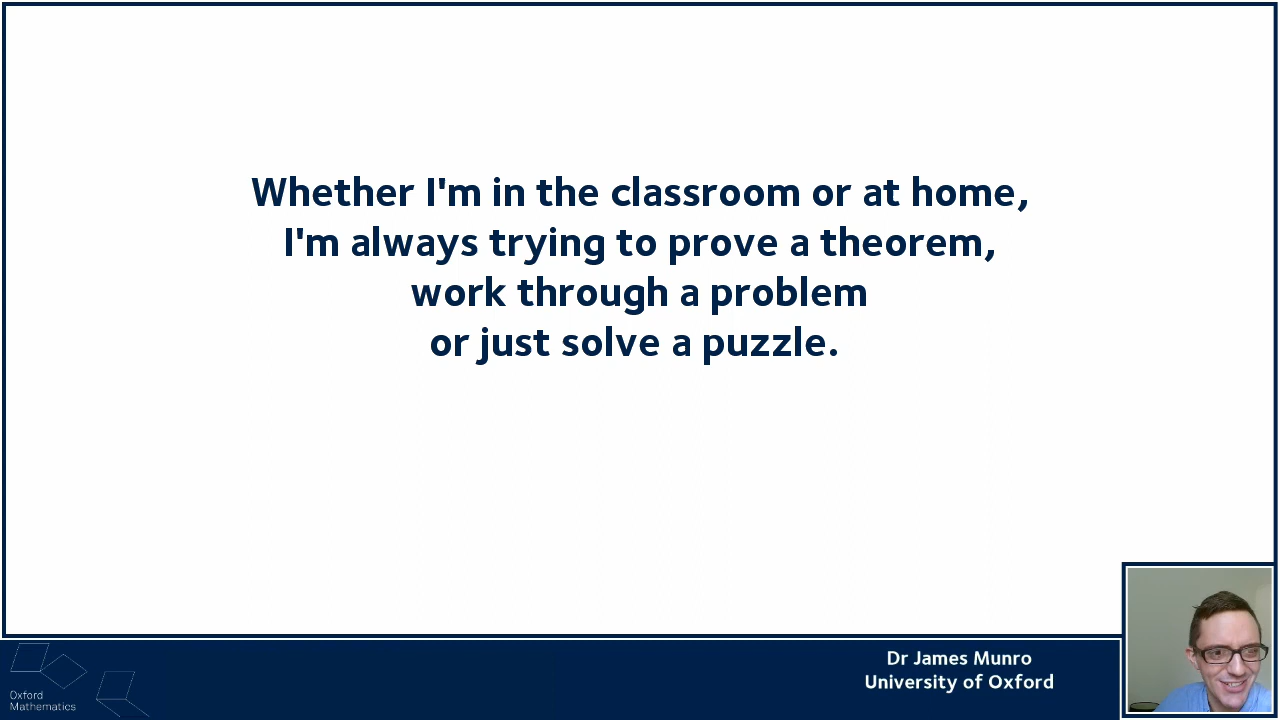 Whether I'm in the classroom or at home,
I'm always trying to prove a theorem,
work through a problem
or just solve a puzzle.
Dr James Munro
University of Oxford
Oxford
Mathematics